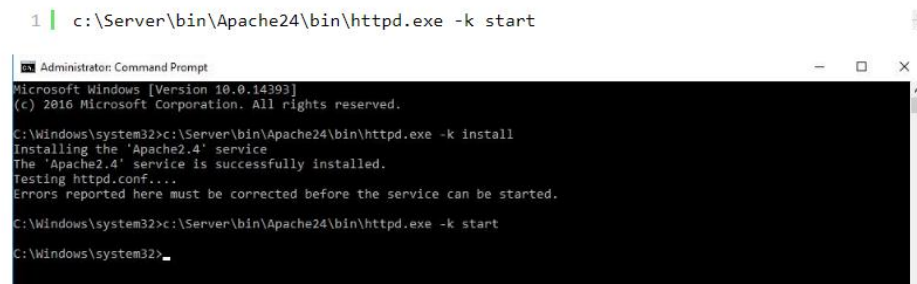 1 c:\Server\bin\Apache24\bin\httpd.exe -k start
Administrator: Command Prompt
Microsoft Windows [Version 10.0.14393]
(c) 2016 Microsoft Corporation. All rights reserved.
C:\Windows\system32>c:\Server\bin\Apache24\bin\httpd.exe -k install
Installing the 'Apache2.4' service
The 'Apache2.4' service is successfully installed.
Testing httpd.conf....
Errors reported here must be corrected before the service can be started.
C:\Windows\system32>c:\Server\bin\Apache24\bin\httpd.exe -k start
C:\Windows\system32>